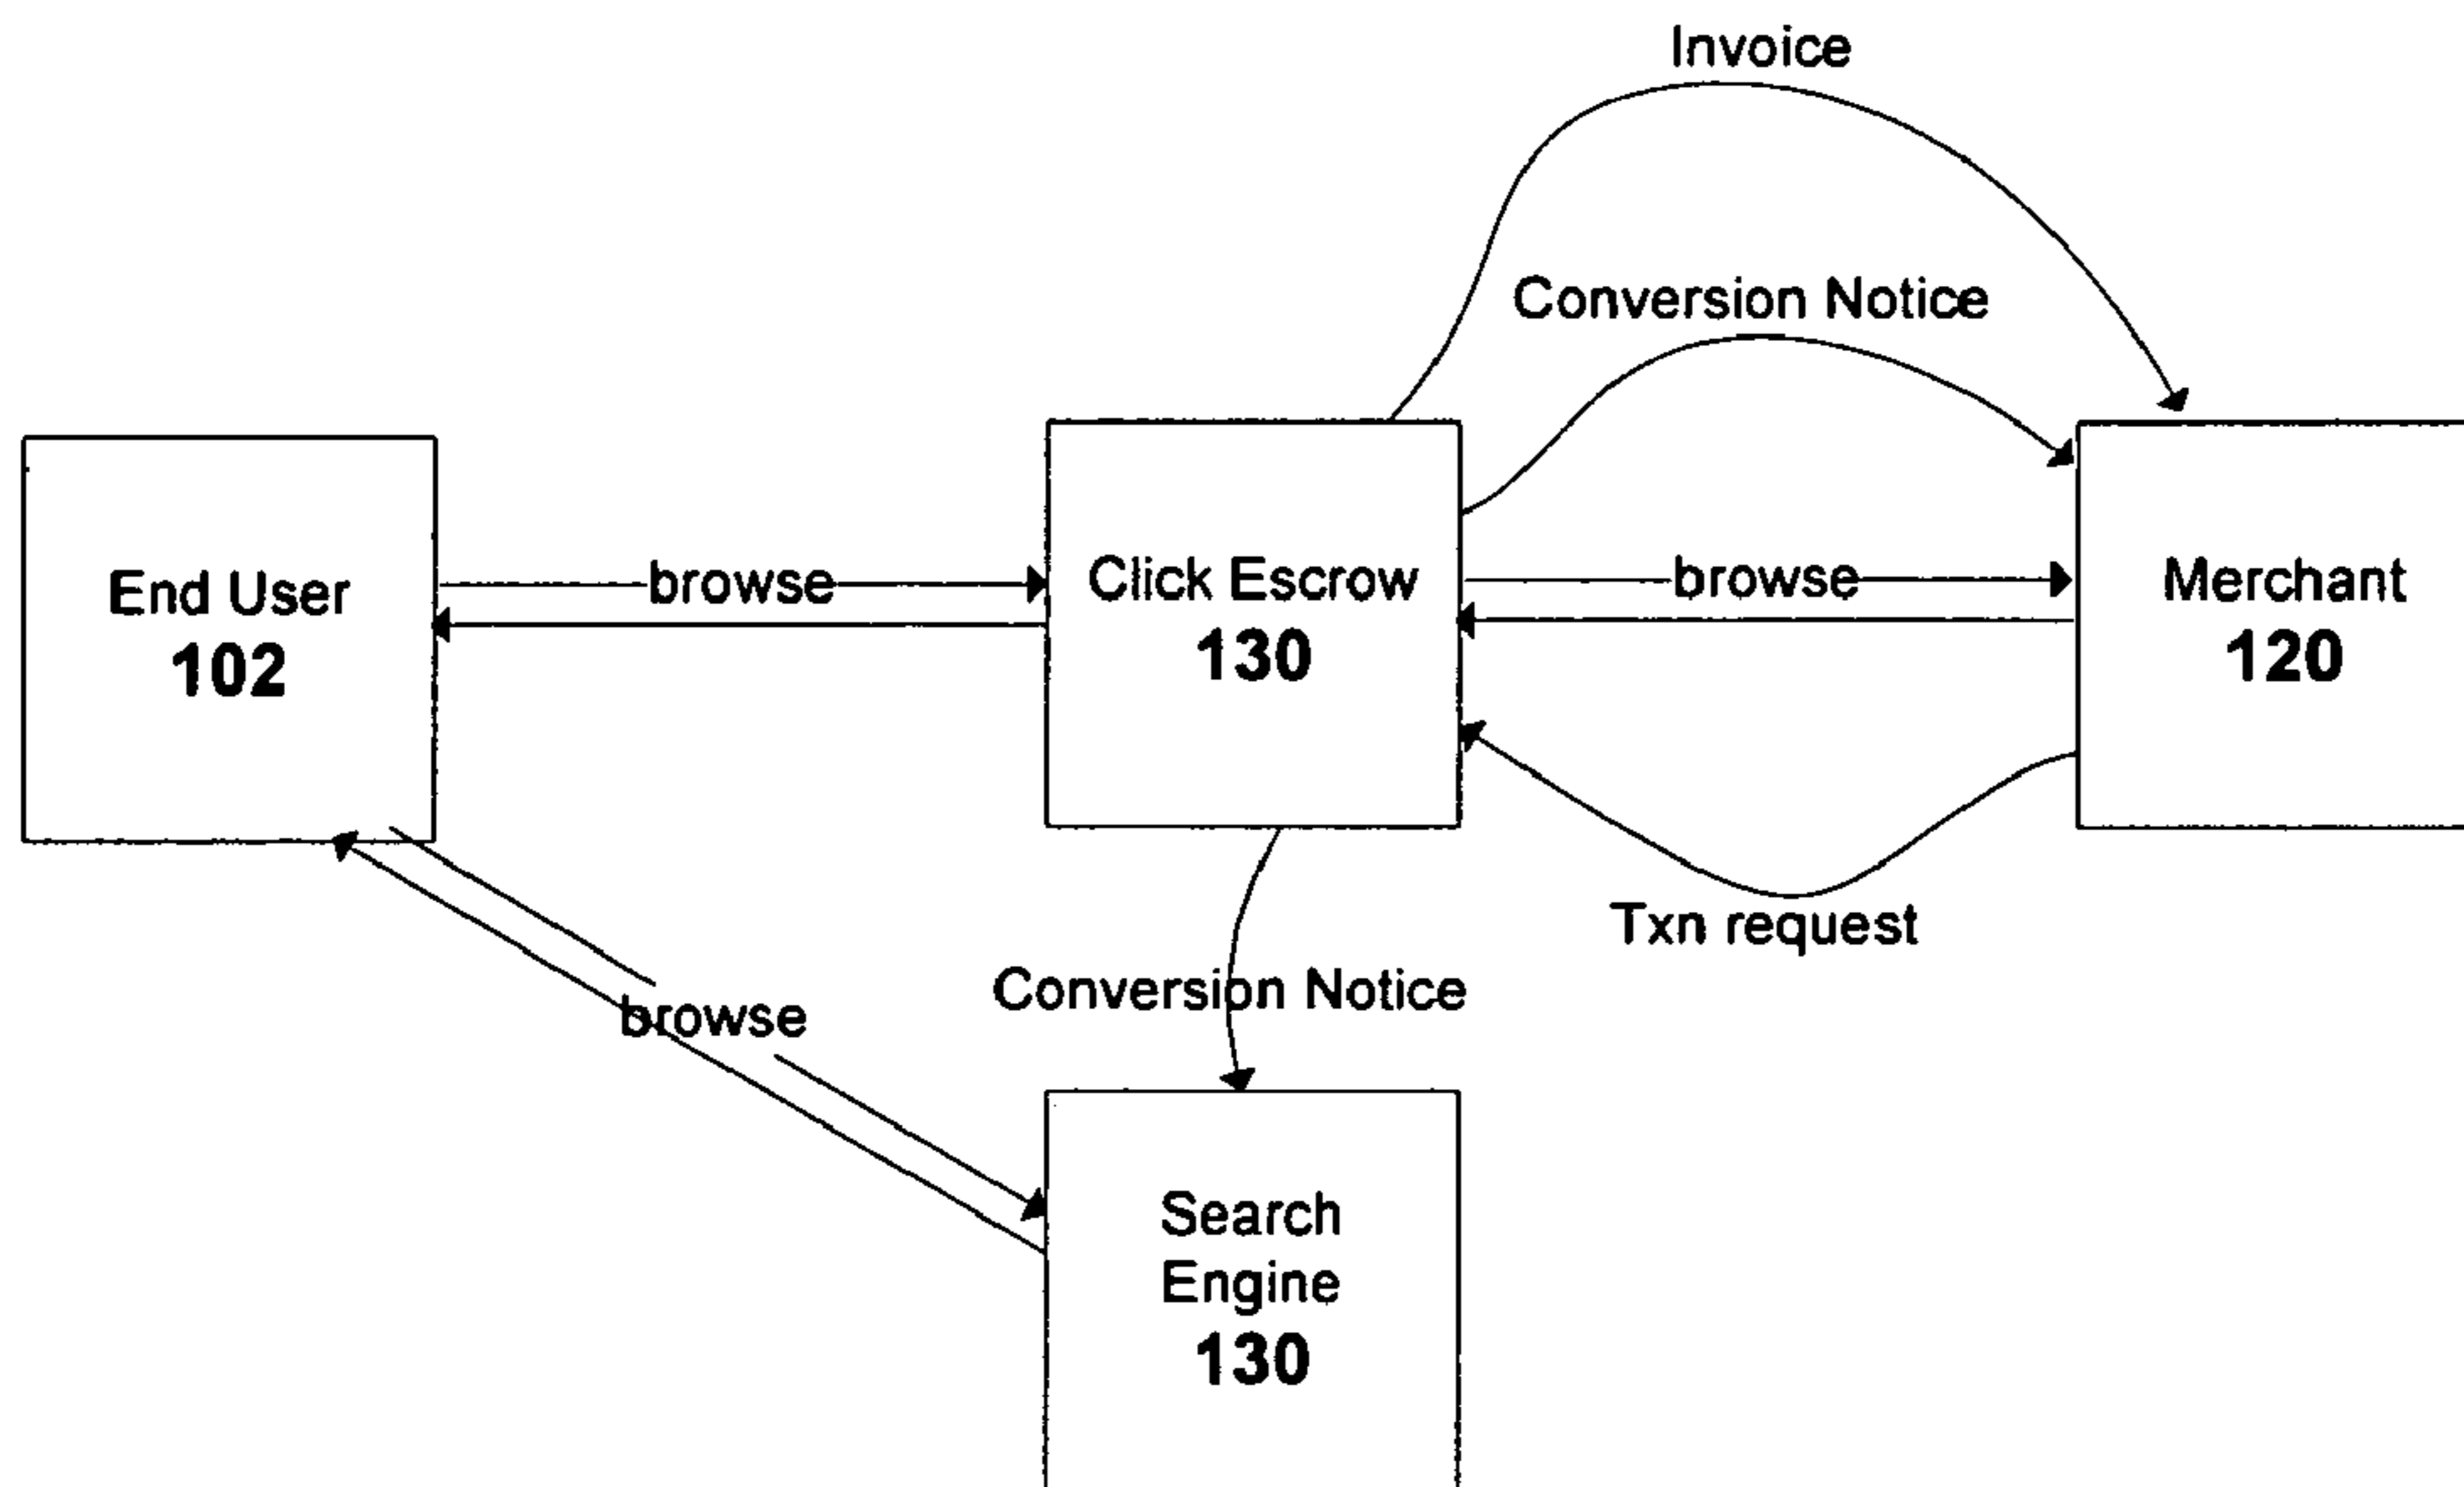 Invoice
Conversion Notice
End User
102
browse
Click Escrow
130
browse
Merchant
120
Txn request
Conversion Notice
browse
Search
Engine
130